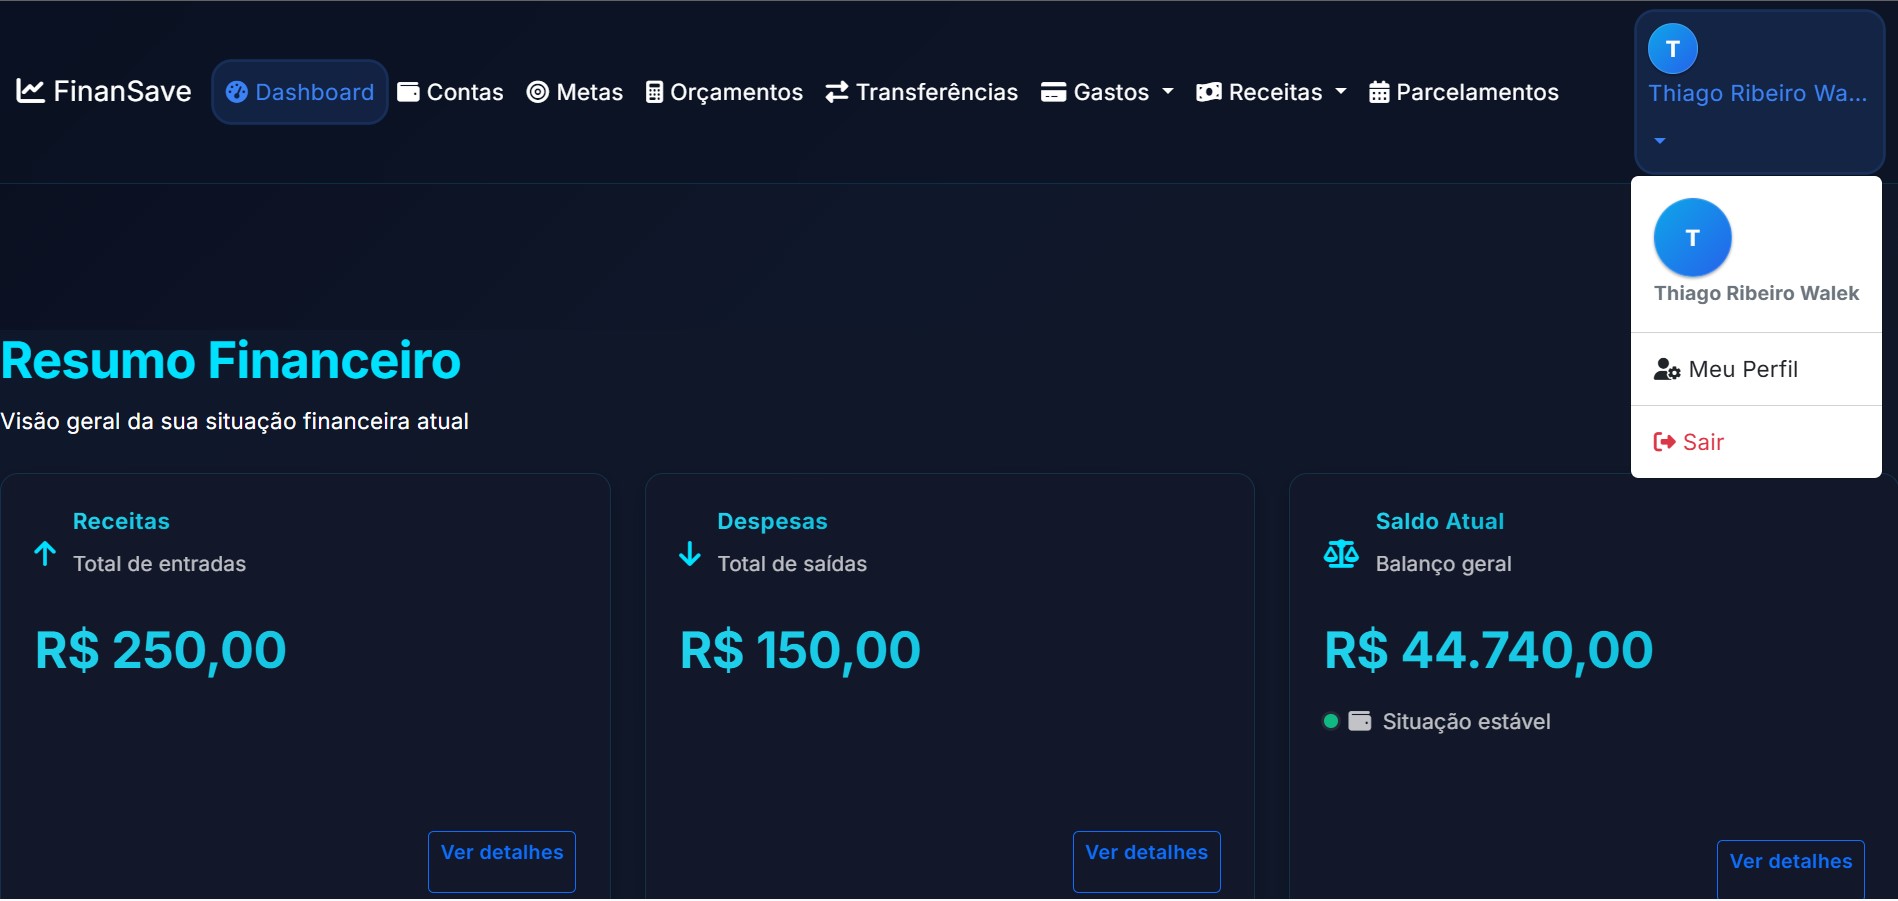 FinanSave Dashboard Contas Metas Orçamentos Transferências Gastos Receitas Parcelamentos
T
Thiago Ribeiro Wa...
T
Thiago Ribeiro Walek
Meu Perfil
Sair
Resumo Financeiro
Visão geral da sua situação financeira atual
Receitas
Total de entradas
R$ 250,00
Ver detalhes
Despesas
Total de saídas
R$ 150,00
Ver detalhes
Saldo Atual
Balanço geral
R$ 44.740,00
Situação estável
Ver detalhes